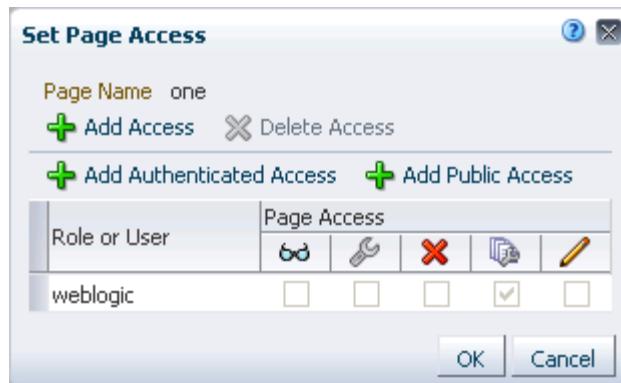 Set Page Access
Page Name one
Add Access Delete Access
Add Authenticated Access Add Public Access
Role or User
Page Access
weblogic
OK Cancel